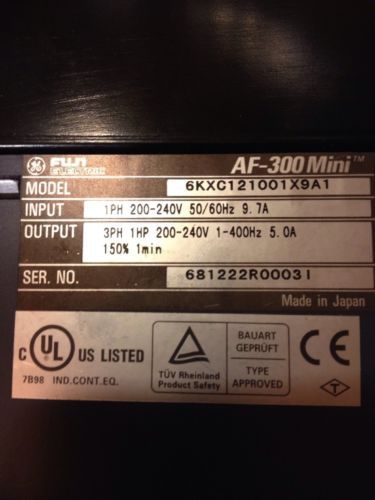 GE FUJI ELECTRIC AF-300 Mini™
MODEL 6KXC121001X9A1
INPUT 1PH 200-240V 50/60Hz 9.7A
OUTPUT 3PH 1HP 200-240V 1-400Hz 5.0A
150% 1min
SER. NO. 681222R0003I
Made in Japan
C UL US LISTED
7B98 IND.CONT.EQ.
TÜV Rheinland
Product Safety
BAUART
GEPRÜFT
TYPE
APPROVED
CE
T